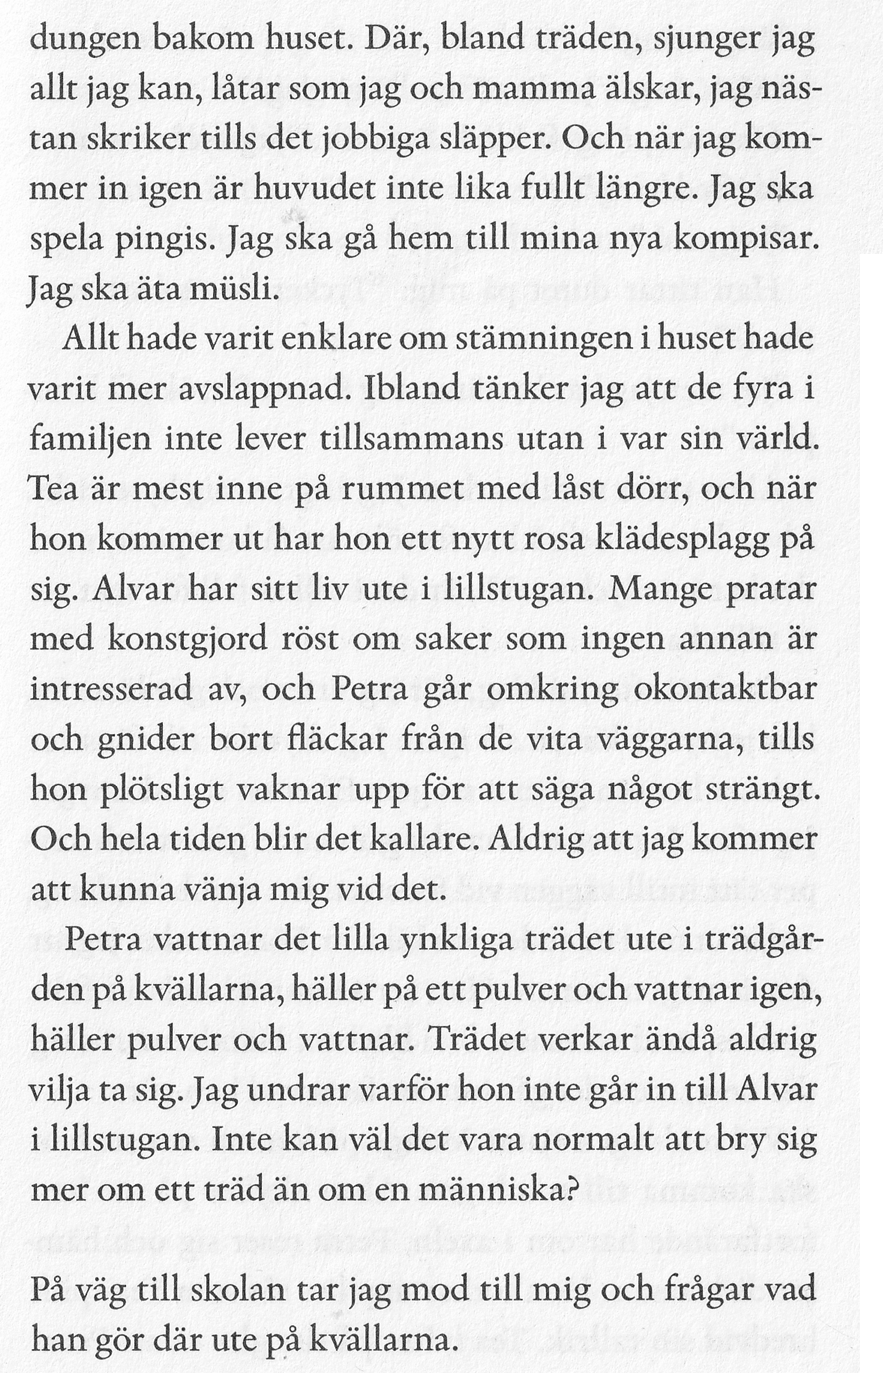 dungen bakom huset. Där, bland träden, sjunger jag
allt jag kan, låtar som jag och mamma älskar, jag näs-
tan skriker tills det jobbiga släpper. Och när jag kom-
mer in igen är huvudet inte lika fullt längre. Jag ska
spela pingis. Jag ska gå hem till mina nya kompisar.
Jag ska äta müsli.
Allt hade varit enklare om stämningen i huset hade
varit mer avslappnad. Ibland tänker jag att de fyra i
familjen inte lever tillsammans utan i var sin värld.
Tea är mest inne på rummet med låst dörr, och när
hon kommer ut har hon ett nytt rosa klädesplagg på
sig. Alvar har sitt liv ute i lillstugan. Mange pratar
med konstgjord röst om saker som ingen annan är
intresserad av, och Petra går omkring okontaktbar
och gnider bort fläckar från de vita väggarna, tills
hon plötsligt vaknar upp för att säga något strängt.
Och hela tiden blir det kallare. Aldrig att jag kommer
att kunna vänja mig vid det.
Petra vattnar det lilla ynkliga trädet ute i trädgår-
den på kvällarna, häller på ett pulver och vattnar igen,
häller pulver och vattnar. Trädet verkar ändå aldrig
vilja ta sig. Jag undrar varför hon inte går in till Alvar
i lillstugan. Inte kan väl det vara normalt att bry sig
mer om ett träd än om en människa?
På väg till skolan tar jag mod till mig och frågar vad
han gör där ute på kvällarna.